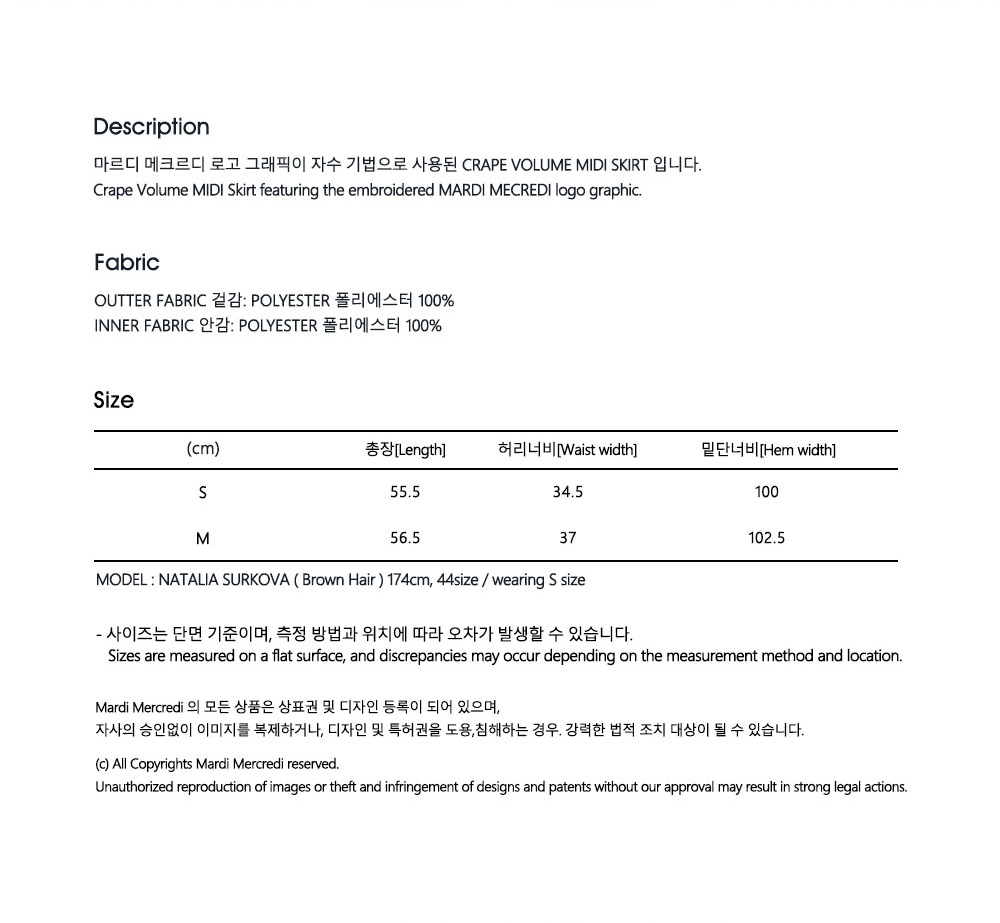 Description
마르디 메크르디 로고 그래픽이 자수 기법으로 사용된 CRAPE VOLUME MIDI SKIRT 입니다.
Crape Volume MIDI Skirt featuring the embroidered MARDI MECREDI logo graphic.
Fabric
OUTTER FABRIC 겉감: POLYESTER 폴리에스터 100%
INNER FABRIC 안감: POLYESTER 폴리에스터 100%
Size
(cm) 총장[Length] 허리너비[Waist width] 밑단너비[Hem width]
S 55.5 34.5 100
M 56.5 37 102.5
MODEL : NATALIA SURKOVA ( Brown Hair ) 174cm, 44size / wearing S size
- 사이즈는 단면 기준이며, 측정 방법과 위치에 따라 오차가 발생할 수 있습니다.
Sizes are measured on a flat surface, and discrepancies may occur depending on the measurement method and location.
Mardi Mercredi 의 모든 상품은 상표권 및 디자인 등록이 되어 있으며,
자사의 승인없이 이미지를 복제하거나, 디자인 및 특허권을 도용,침해하는 경우. 강력한 법적 조치 대상이 될 수 있습니다.
(c) All Copyrights Mardi Mercredi reserved.
Unauthorized reproduction of images or theft and infringement of designs and patents without our approval may result in strong legal actions.